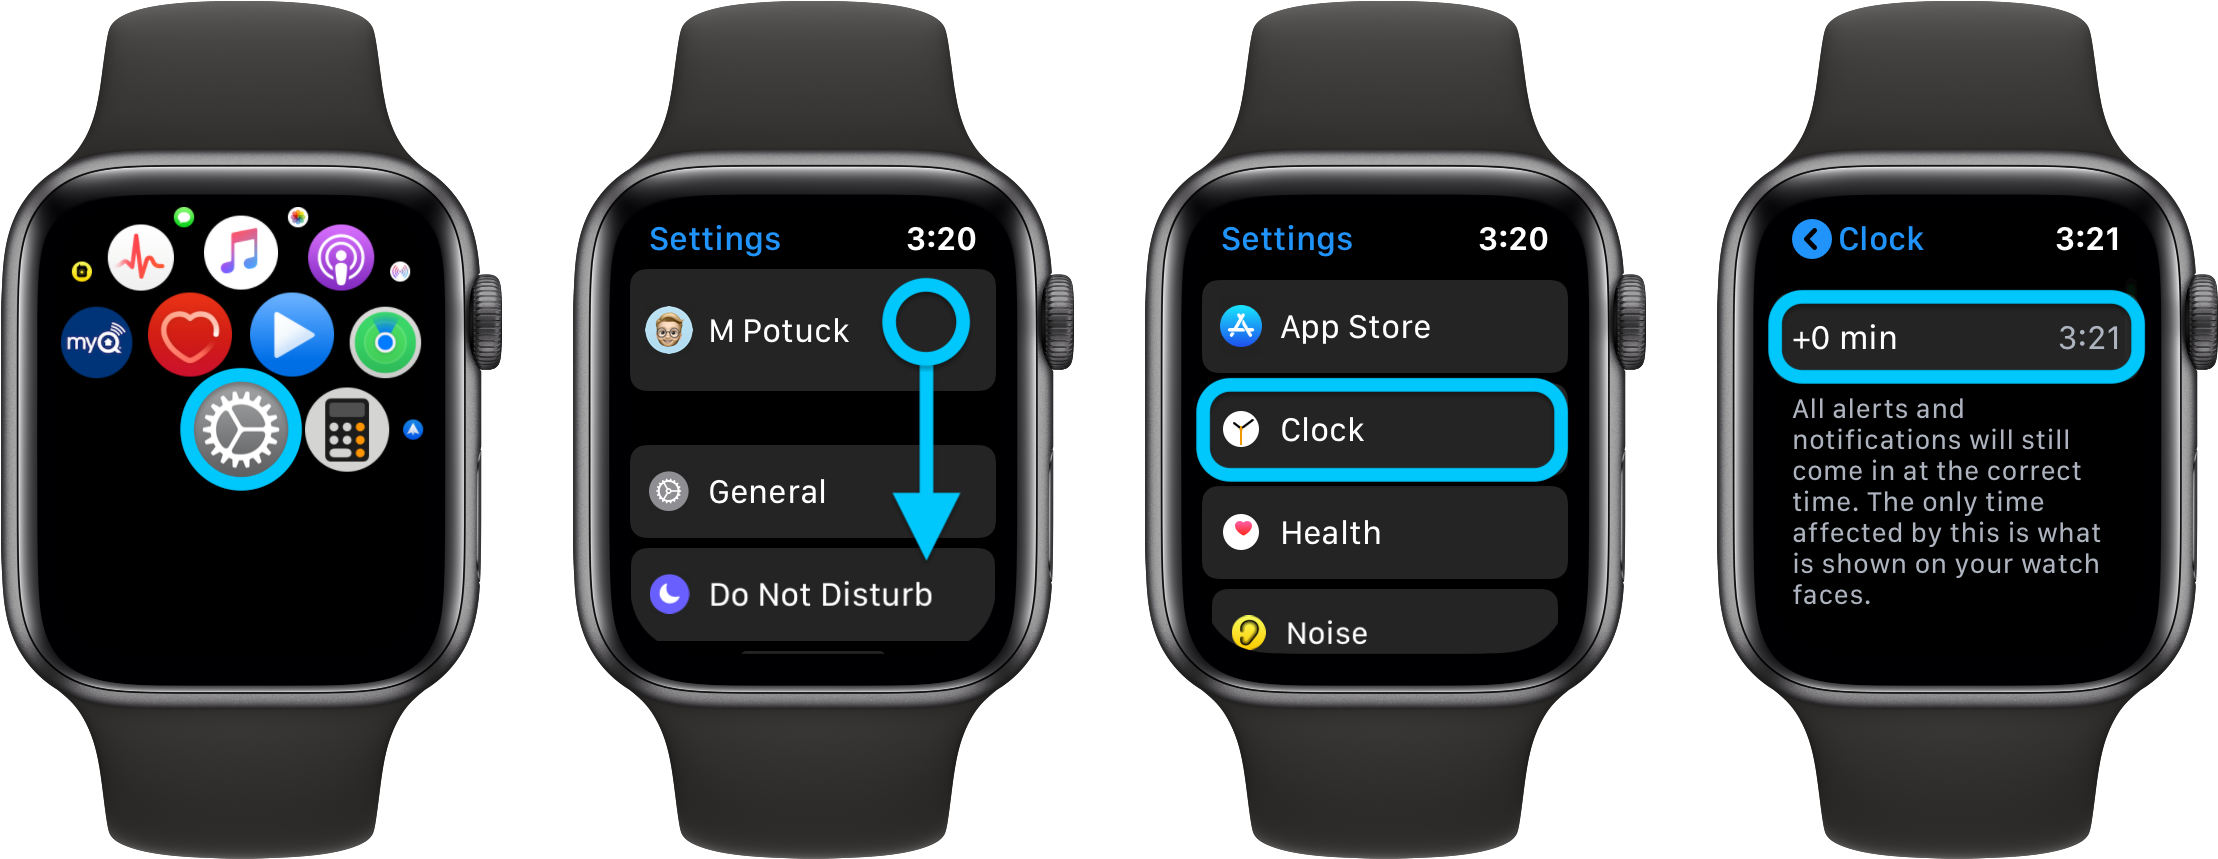 myQ
Settings 3:20
M Potuck
General
Do Not Disturb
Settings 3:20
App Store
Clock
Health
Noise
Clock 3:21
+0 min 3:21
All alerts and
notifications will still
come in at the correct
time. The only time
affected by this is what
is shown on your watch
faces.